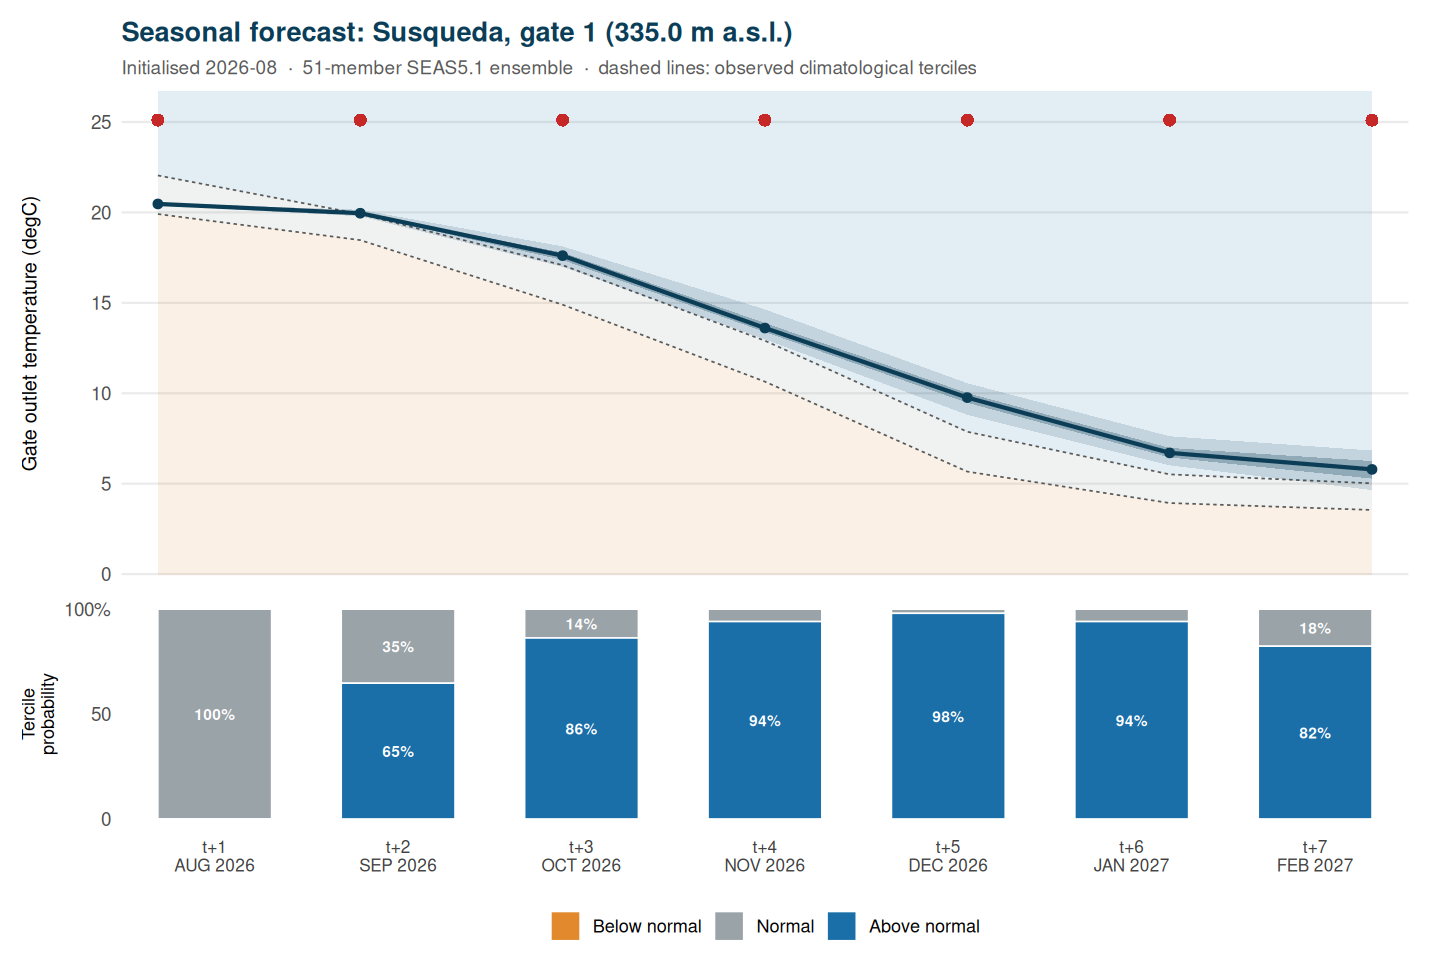 Seasonal forecast: Susqueda, gate 1 (335.0 m a.s.l.)
Initialised 2026-08 · 51-member SEAS5.1 ensemble · dashed lines: observed climatological terciles
Gate outlet temperature (degC)
25
20
15
10
5
0
Tercile
probability
100%
50
0
100%
35%
65%
14%
86%
94%
98%
94%
18%
82%
t+1
AUG 2026
t+2
SEP 2026
t+3
OCT 2026
t+4
NOV 2026
t+5
DEC 2026
t+6
JAN 2027
t+7
FEB 2027
Below normal
Normal
Above normal